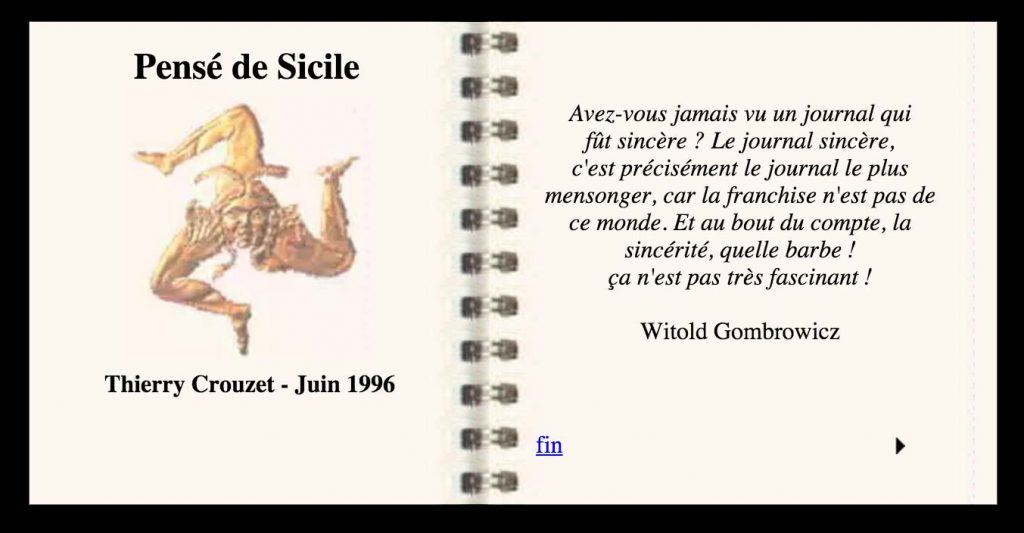 Pensé de Sicile
Thierry Crouzet - Juin 1996
Avez-vous jamais vu un journal qui
fût sincère ? Le journal sincère,
c'est précisément le journal le plus
mensonger, car la franchise n'est pas de
ce monde. Et au bout du compte, la
sincérité, quelle barbe !
ça n'est pas très fascinant !
Witold Gombrowicz
fin